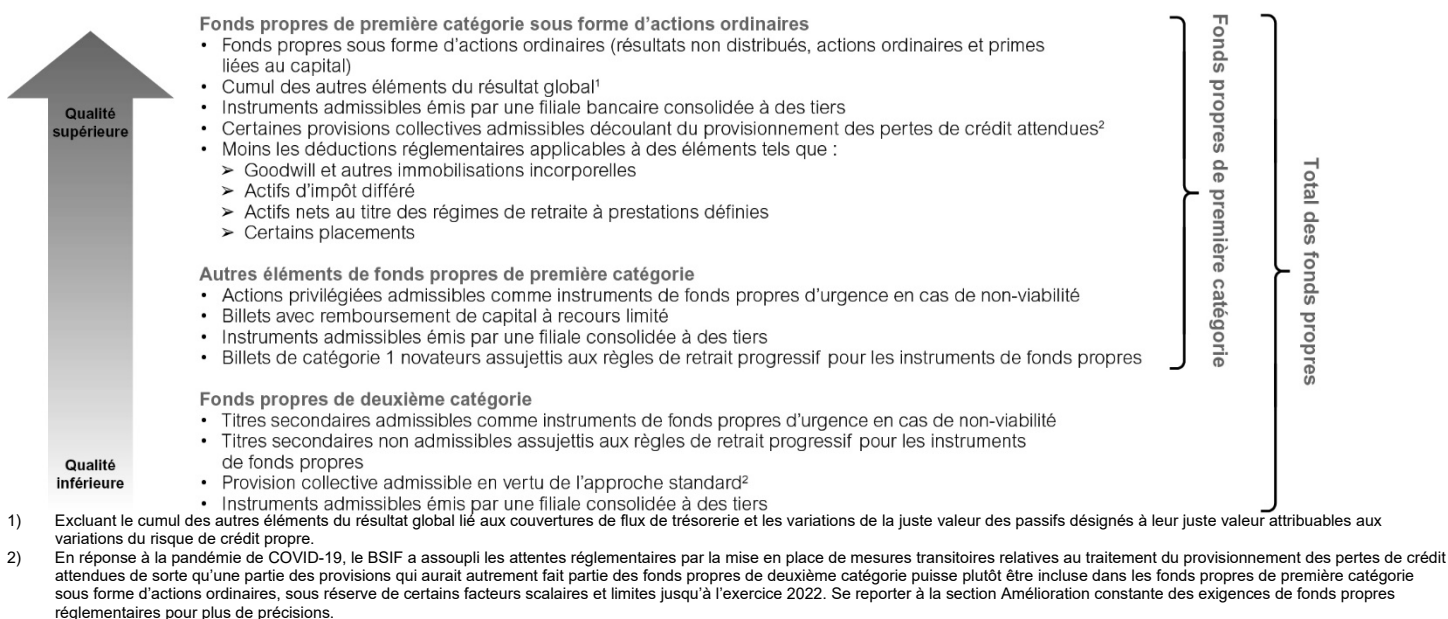 Fonds propres de première catégorie sous forme d’actions ordinaires
• Fonds propres sous forme d’actions ordinaires (résultats non distribués, actions ordinaires et primes
liées au capital)
• Cumul des autres éléments du résultat global¹
• Instruments admissibles émis par une filiale bancaire consolidée à des tiers
• Certaines provisions collectives admissibles découlant du provisionnement des pertes de crédit attendues²
• Moins les déductions réglementaires applicables à des éléments tels que :
➢ Goodwill et autres immobilisations incorporelles
➢ Actifs d’impôt différé
➢ Actifs nets au titre des régimes de retraite à prestations définies
➢ Certains placements
Autres éléments de fonds propres de première catégorie
• Actions privilégiées admissibles comme instruments de fonds propres d’urgence en cas de non-viabilité
• Billets avec remboursement de capital à recours limité
• Instruments admissibles émis par une filiale consolidée à des tiers
• Billets de catégorie 1 novateurs assujettis aux règles de retrait progressif pour les instruments de fonds propres
Fonds propres de deuxième catégorie
• Titres secondaires admissibles comme instruments de fonds propres d’urgence en cas de non-viabilité
• Titres secondaires non admissibles assujettis aux règles de retrait progressif pour les instruments
de fonds propres
• Provision collective admissible en vertu de l’approche standard²
• Instruments admissibles émis par une filiale consolidée à des tiers
Qualité
supérieure
Qualité
inférieure
Fonds propres de première catégorie
Total des fonds propres
1) Excluant le cumul des autres éléments du résultat global lié aux couvertures de flux de trésorerie et les variations de la juste valeur des passifs désignés à leur juste valeur attribuables aux
variations du risque de crédit propre.
2) En réponse à la pandémie de COVID-19, le BSIF a assoupli les attentes réglementaires par la mise en place de mesures transitoires relatives au traitement du provisionnement des pertes de crédit
attendues de sorte qu’une partie des provisions qui aurait autrement fait partie des fonds propres de deuxième catégorie puisse plutôt être incluse dans les fonds propres de première catégorie
sous forme d’actions ordinaires, sous réserve de certains facteurs scalaires et limites jusqu’à l’exercice 2022. Se reporter à la section Amélioration constante des exigences de fonds propres
réglementaires pour plus de précisions.